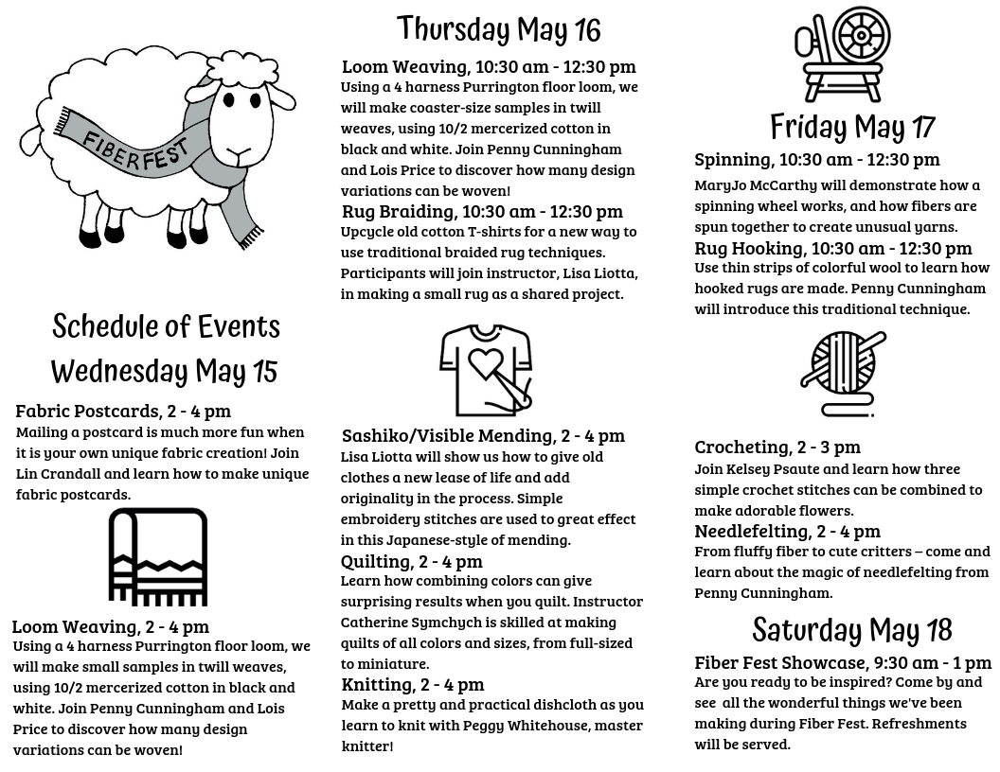 FIBERFEST
Schedule of Events
Wednesday May 15
Fabric Postcards, 2 - 4 pm
Mailing a postcard is much more fun when
it is your own unique fabric creation! Join
Lin Crandall and learn how to make unique
fabric postcards.
Loom Weaving, 2 - 4 pm
Using a 4 harness Purrington floor loom, we
will make small samples in twill weaves,
using 10/2 mercerized cotton in black and
white. Join Penny Cunningham and Lois
Price to discover how many design
variations can be woven!
Thursday May 16
Loom Weaving, 10:30 am - 12:30 pm
Using a 4 harness Purrington floor loom, we
will make coaster-size samples in twill
weaves, using 10/2 mercerized cotton in
black and white. Join Penny Cunningham
and Lois Price to discover how many design
variations can be woven!
Rug Braiding, 10:30 am - 12:30 pm
Upcycle old cotton T-shirts for a new way to
use traditional braided rug techniques.
Participants will join instructor, Lisa Liotta,
in making a small rug as a shared project.
Sashiko/Visible Mending, 2 - 4 pm
Lisa Liotta will show us how to give old
clothes a new lease of life and add
originality in the process. Simple
embroidery stitches are used to great effect
in this Japanese-style of mending.
Quilting, 2 - 4 pm
Learn how combining colors can give
surprising results when you quilt. Instructor
Catherine Symchych is skilled at making
quilts of all colors and sizes, from full-sized
to miniature.
Knitting, 2 - 4 pm
Make a pretty and practical dishcloth as you
learn to knit with Peggy Whitehouse, master
knitter!
Friday May 17
Spinning, 10:30 am - 12:30 pm
MaryJo McCarthy will demonstrate how a
spinning wheel works, and how fibers are
spun together to create unusual yarns.
Rug Hooking, 10:30 am - 12:30 pm
Use thin strips of colorful wool to learn how
hooked rugs are made. Penny Cunningham
will introduce this traditional technique.
Crocheting, 2 - 3 pm
Join Kelsey Psaute and learn how three
simple crochet stitches can be combined to
make adorable flowers.
Needlefelting, 2 - 4 pm
From fluffy fiber to cute critters – come and
learn about the magic of needlefelting from
Penny Cunningham.
Saturday May 18
Fiber Fest Showcase, 9:30 am - 1 pm
Are you ready to be inspired? Come by and
see all the wonderful things we've been
making during Fiber Fest. Refreshments
will be served.